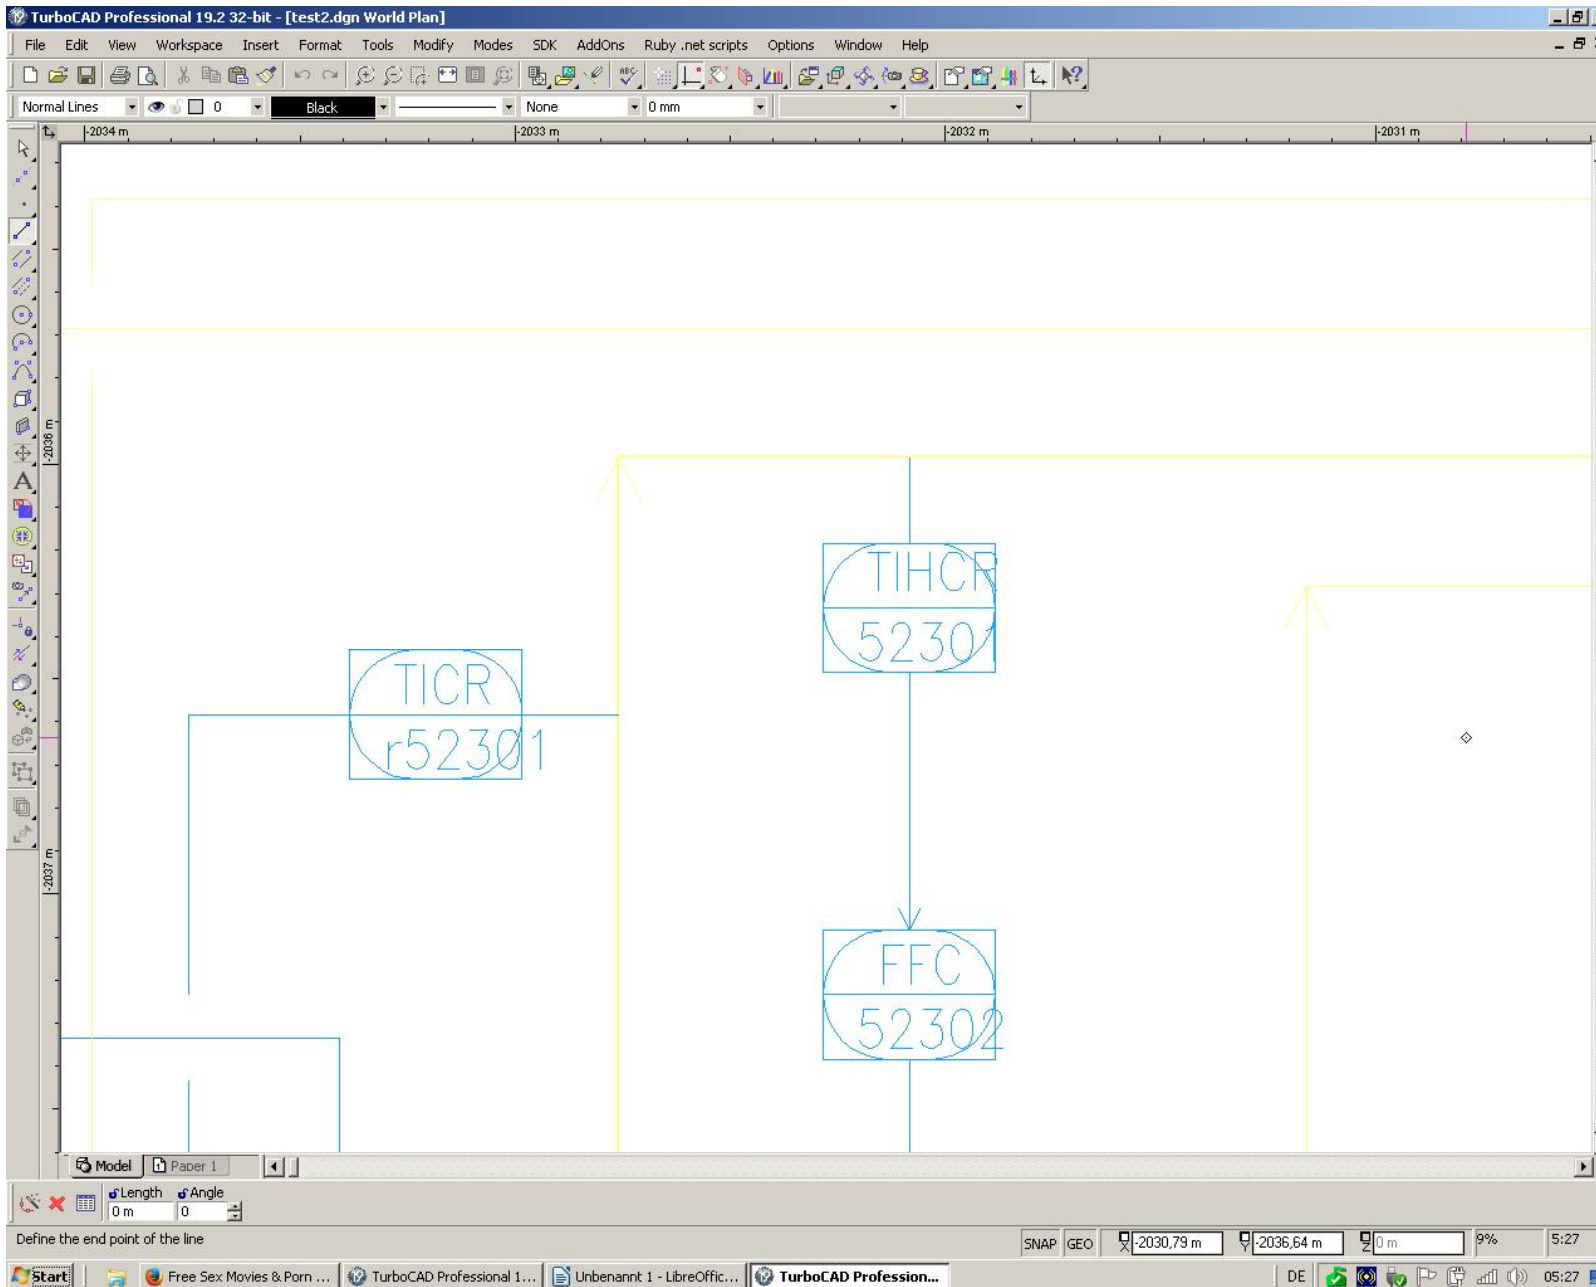 TurboCAD Professional 19.2 32-bit - [test2.dgn World Plan]
File Edit View Workspace Insert Format Tools Modify Modes SDK AddOns Ruby .net scripts Options Window Help
Normal Lines 0 Black None 0 mm
-2034 m -2033 m -2032 m -2031 m
-2036 m
TIHCR
52301
TICR
r52301
-2037 m
FFC
52302
Model Paper 1
Length Angle
0 m 0
Define the end point of the line SNAP GEO X -2030,79 m Y -2036,64 m Z 0 m 9% 5:27
Start Free Sex Movies & Porn ... TurboCAD Professional 1... Unbenannt 1 - LibreOffic... TurboCAD Profession... DE 05:27